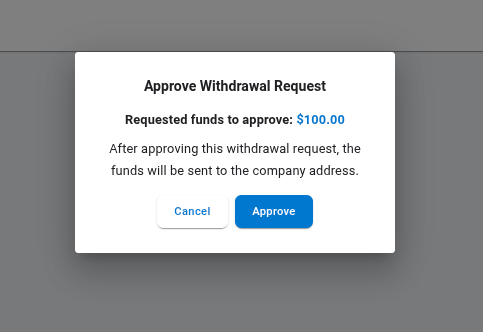 Approve Withdrawal Request
Requested funds to approve: $100.00
After approving this withdrawal request, the
funds will be sent to the company address.
Cancel
Approve